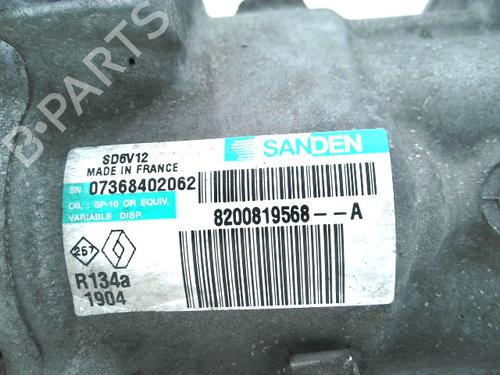 B-PARTS
SD6V12
MADE IN FRANCE
SANDEN
SN 07368402062
OIL : SP-10 OR EQUIV.
VARIABLE DISP.
8200819568--A
257
R134a
1904